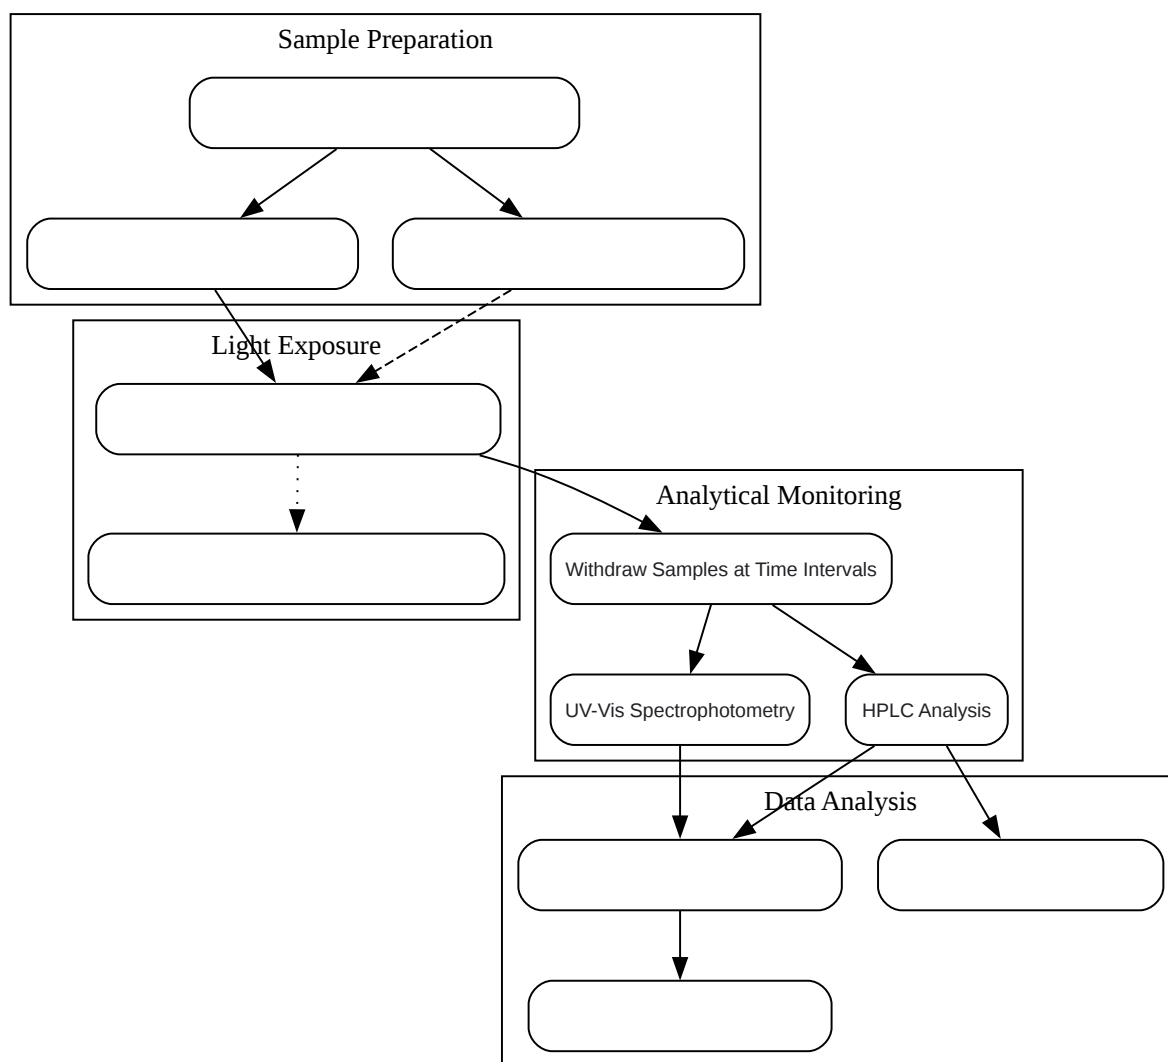 Sample Preparation
Light Exposure
Analytical Monitoring
Withdraw Samples at Time Intervals
UV-Vis Spectrophotometry
HPLC Analysis
Data Analysis